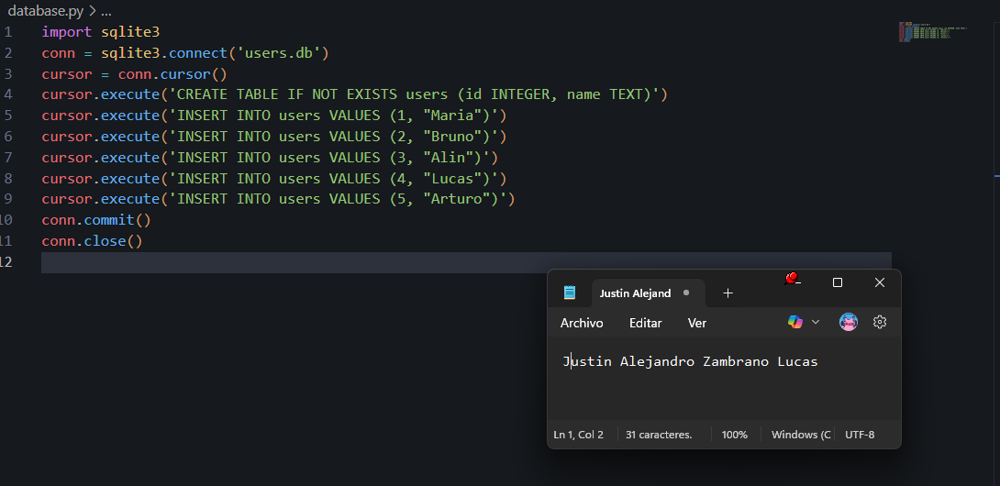 database.py > ...
1 import sqlite3
2 conn = sqlite3.connect('users.db')
3 cursor = conn.cursor()
4 cursor.execute('CREATE TABLE IF NOT EXISTS users (id INTEGER, name TEXT)')
5 cursor.execute('INSERT INTO users VALUES (1, "Maria")')
6 cursor.execute('INSERT INTO users VALUES (2, "Bruno")')
7 cursor.execute('INSERT INTO users VALUES (3, "Alin")')
8 cursor.execute('INSERT INTO users VALUES (4, "Lucas")')
9 cursor.execute('INSERT INTO users VALUES (5, "Arturo")')
10 conn.commit()
11 conn.close()
12
Justin Alejand
Archivo Editar Ver
Justin Alejandro Zambrano Lucas
Ln 1, Col 2 31 caracteres. 100% Windows (C UTF-8